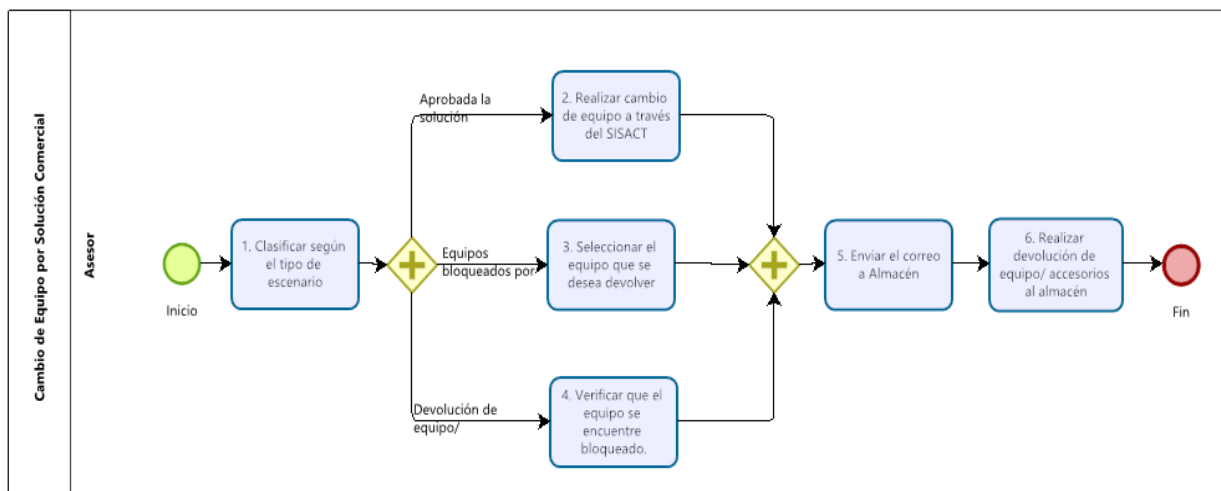 Cambio de Equipo por Solución Comercial
Asesor
Inicio
1. Clasificar según
el tipo de
escenario
Aprobada la
solución
Equipos
bloqueados por
Devolución de
equipo/
2. Realizar cambio
de equipo a través
del SISACT
3. Seleccionar el
equipo que se
desea devolver
4. Verificar que el
equipo se
encuentre
bloqueado.
5. Enviar el correo
a Almacén
6. Realizar
devolución de
equipo/ accesorios
al almacén
Fin